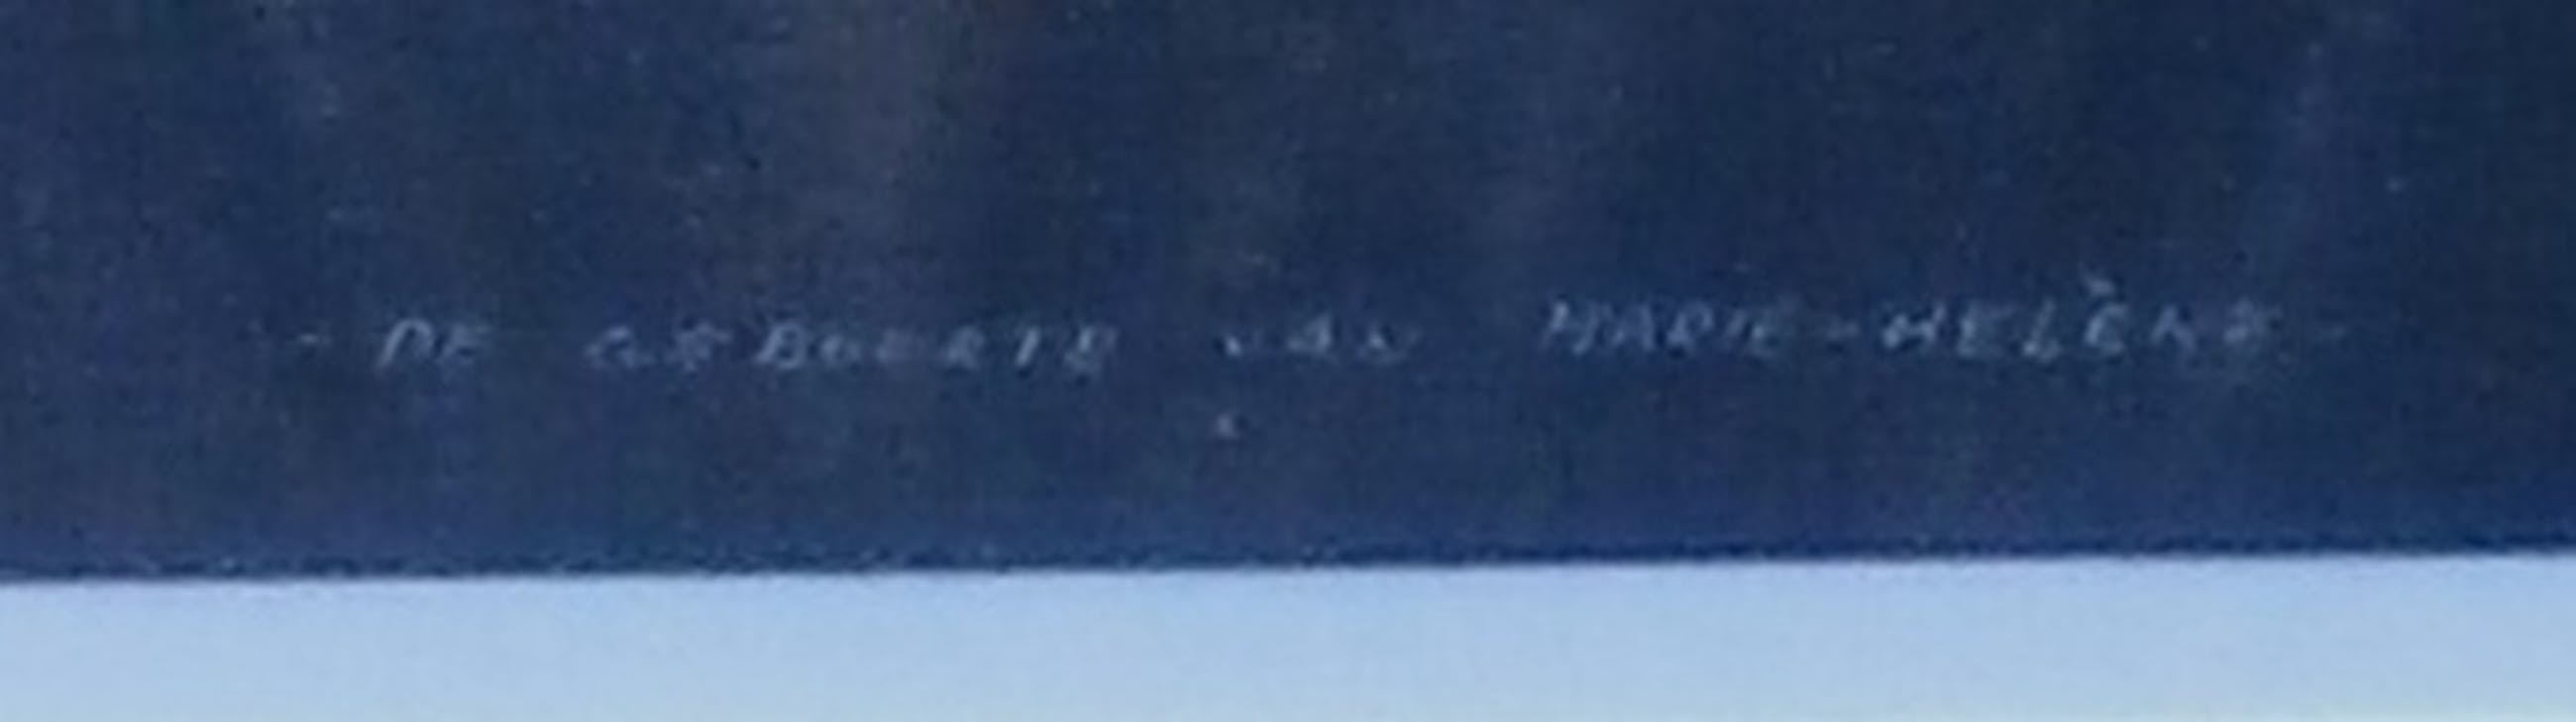 - DE GEBOORTE VAN MARIE-HELÈNE -